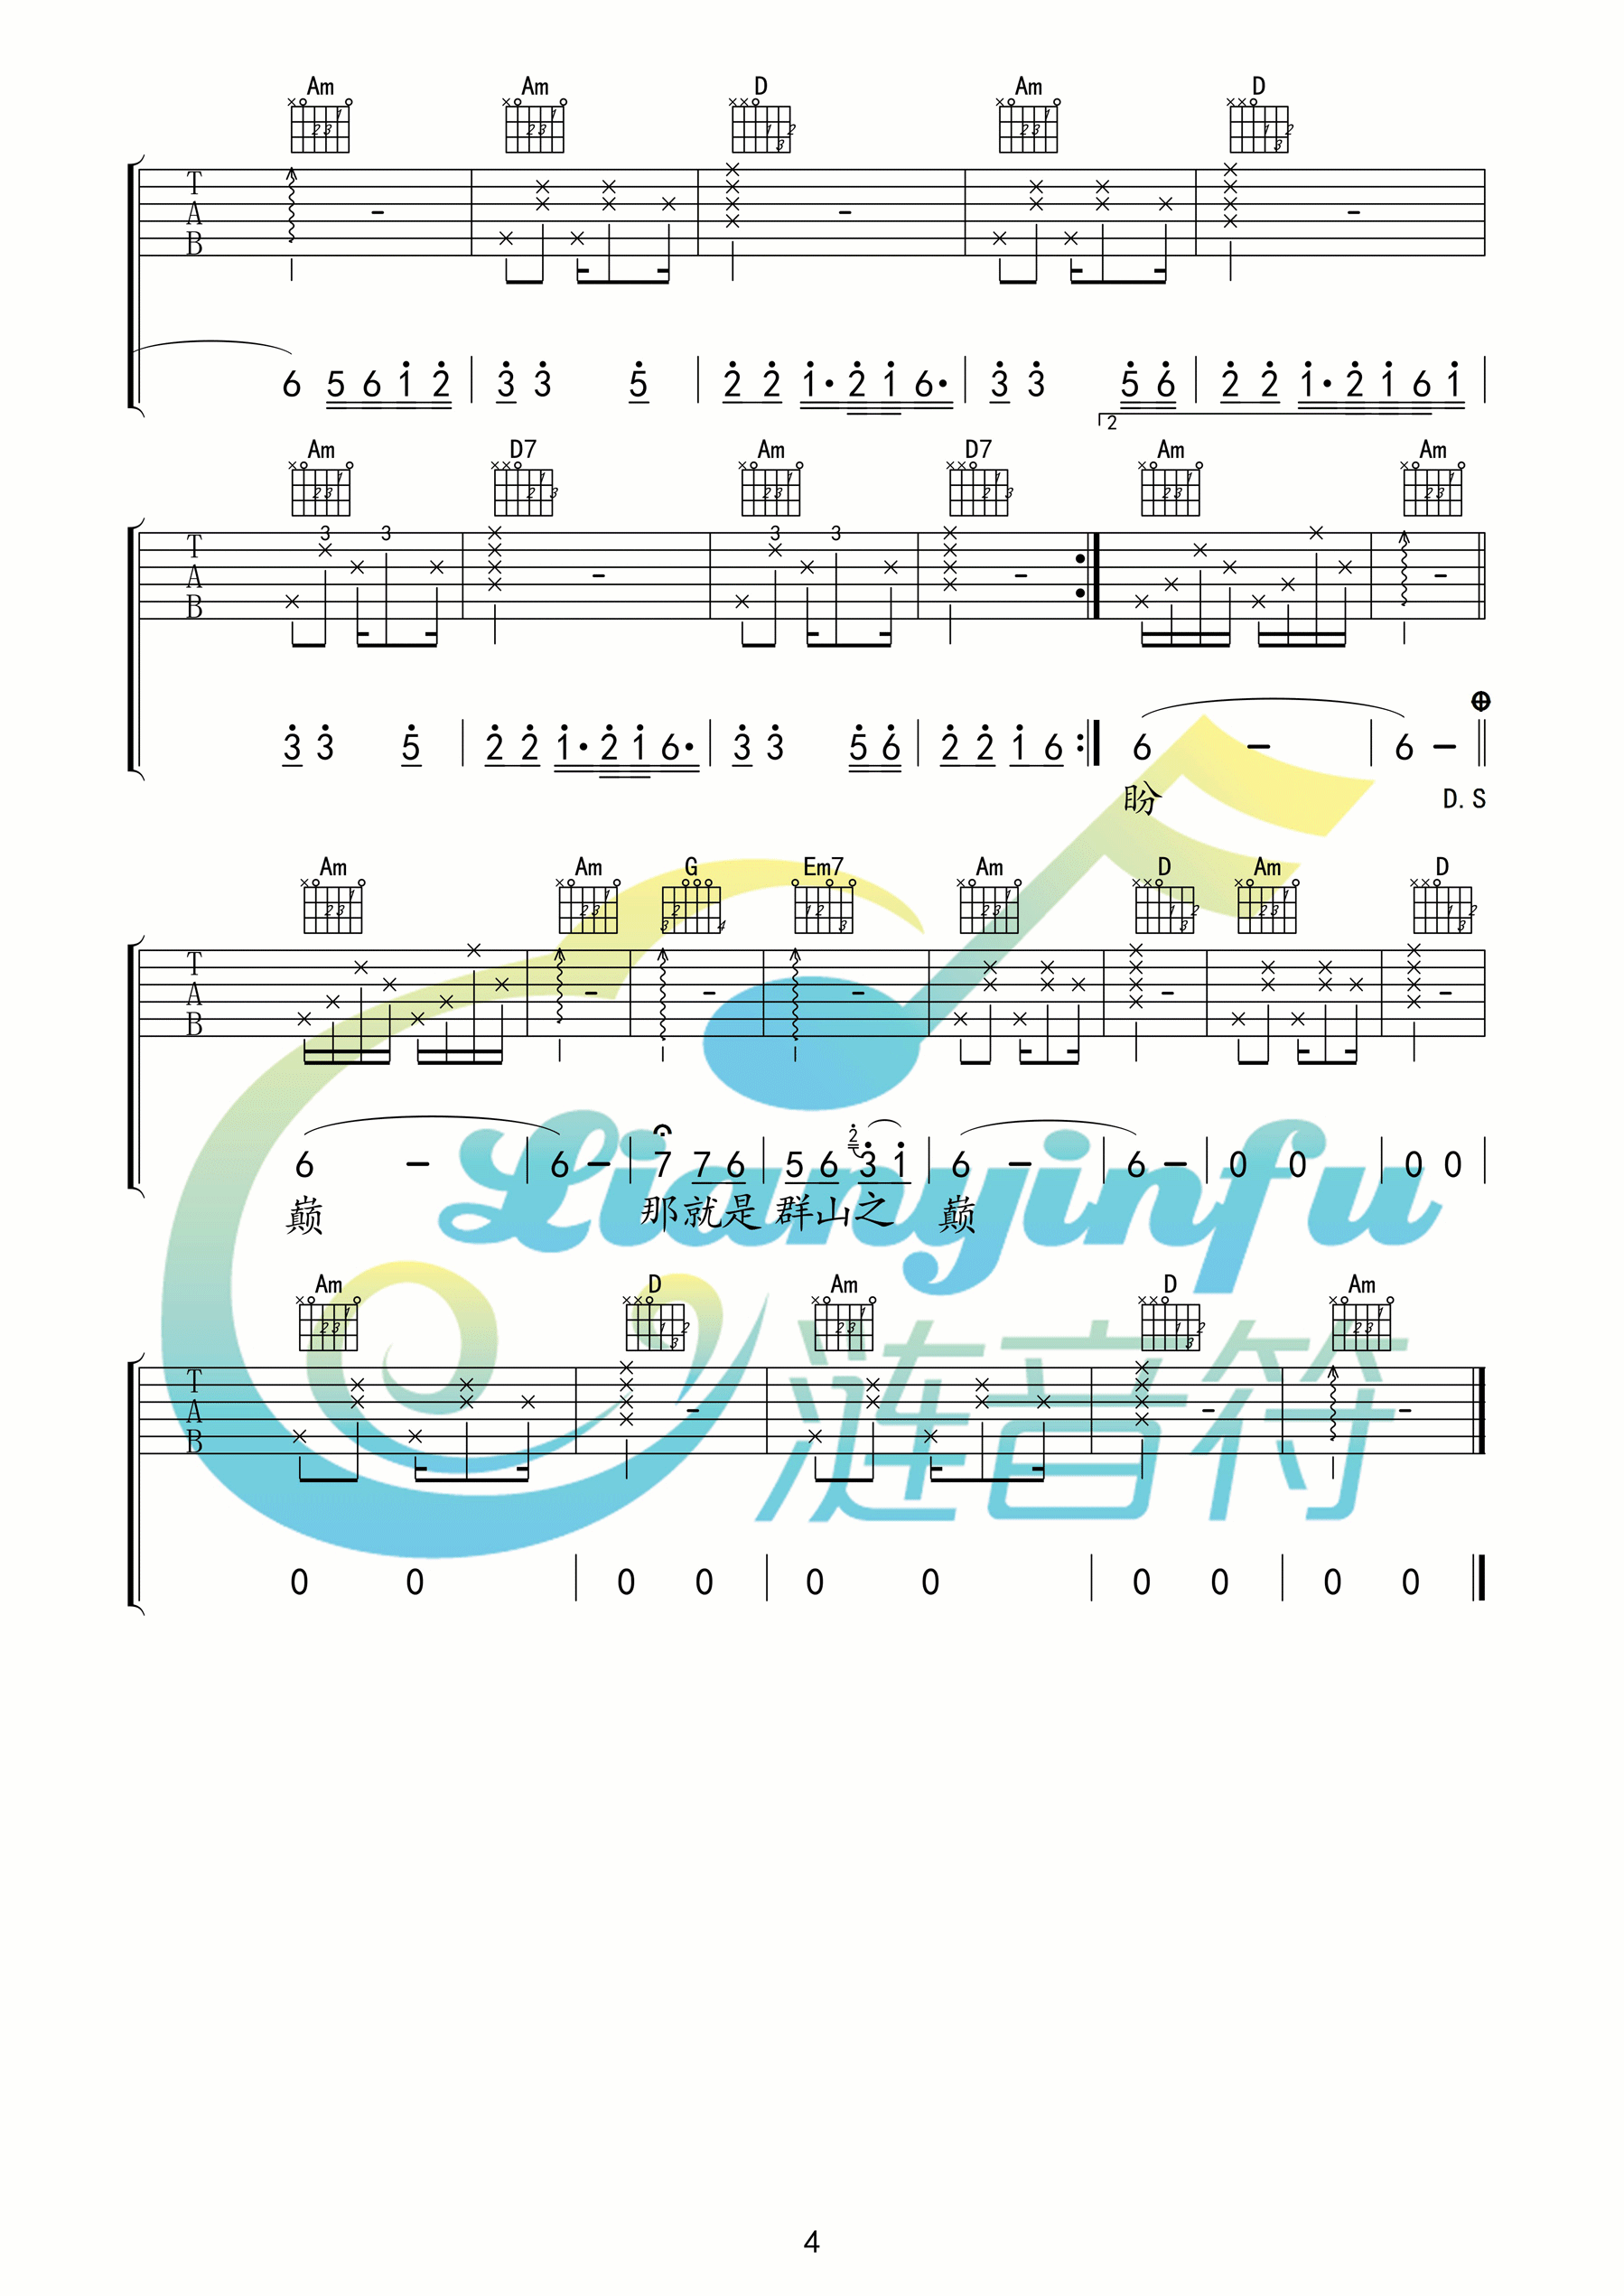 Am Am D Am D
T
A
B
6 5 6 1 2 3 3 5 2 2 1· 2 1 6· 3 3 5 6 2 2 1· 2 1 6 1
2
Am D7 Am D7 Am Am
3 3 3 3
T
A
B
3 3 5 2 2 1· 2 1 6· 3 3 5 6 2 2 1 6 6 - 6 -
盼 D.S
Am Am G Em7 Am D Am D
T
A
B
6 - 6 - 7 7 6 5 6 2 3 1 6 - 6 - 0 0 0 0
巅 那就是 群山之 巅
Lianyinfu
Am D Am D Am
涟音符
T
A
B
0 0 0 0 0 0 0 0 0 0
4